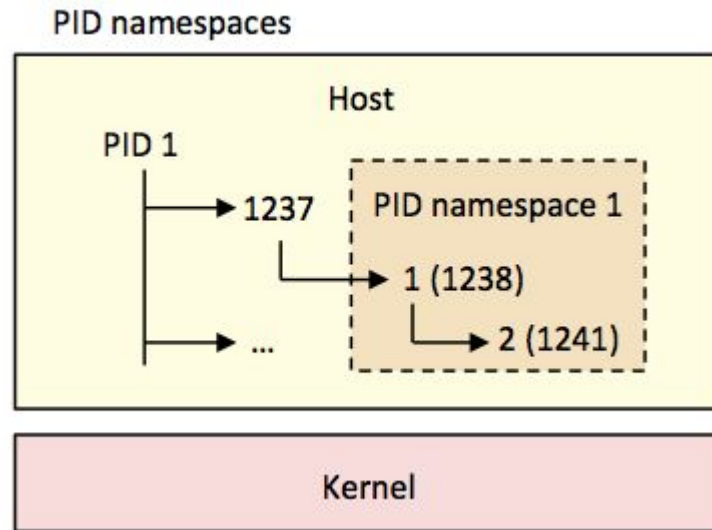 PID namespaces
Host
PID 1
1237
PID namespace 1
1 (1238)
...
2 (1241)
Kernel